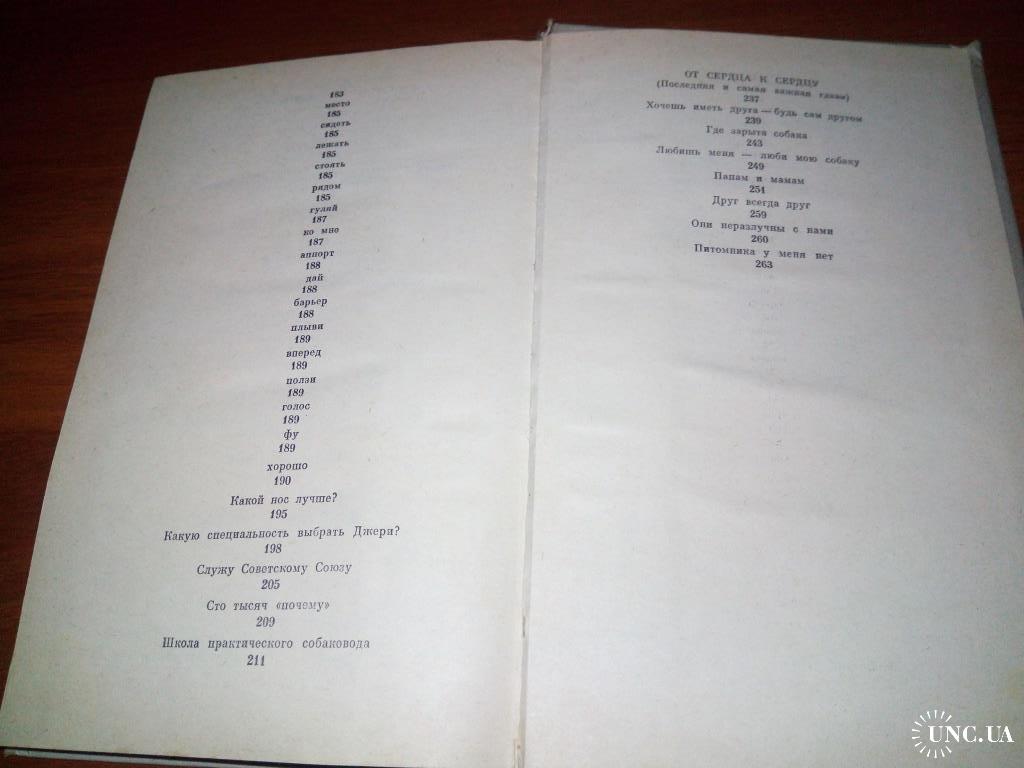 183
место
185
сидеть
185
лежать
185
стоять
185
рядом
185
гуляй
187
ко мне
187
аппорт
188
дай
188
барьер
188
плыви
189
вперед
189
ползи
189
голос
189
фу
189
хорошо
190
Какой нос лучше?
195
Какую специальность выбрать Джери?
198
Служу Советскому Союзу
205
Сто тысяч «почему»
209
Школа практического собаковода
211
ОТ СЕРДЦА К СЕРДЦУ
(Последняя и самая важная глава)
237
Хочешь иметь друга — будь сам другом
239
Где зарыта собака
243
Любишь меня — люби мою собаку
249
Папам и мамам
251
Друг всегда друг
259
Они неразлучны с нами
260
Питомника у меня нет
263
UNC.UA